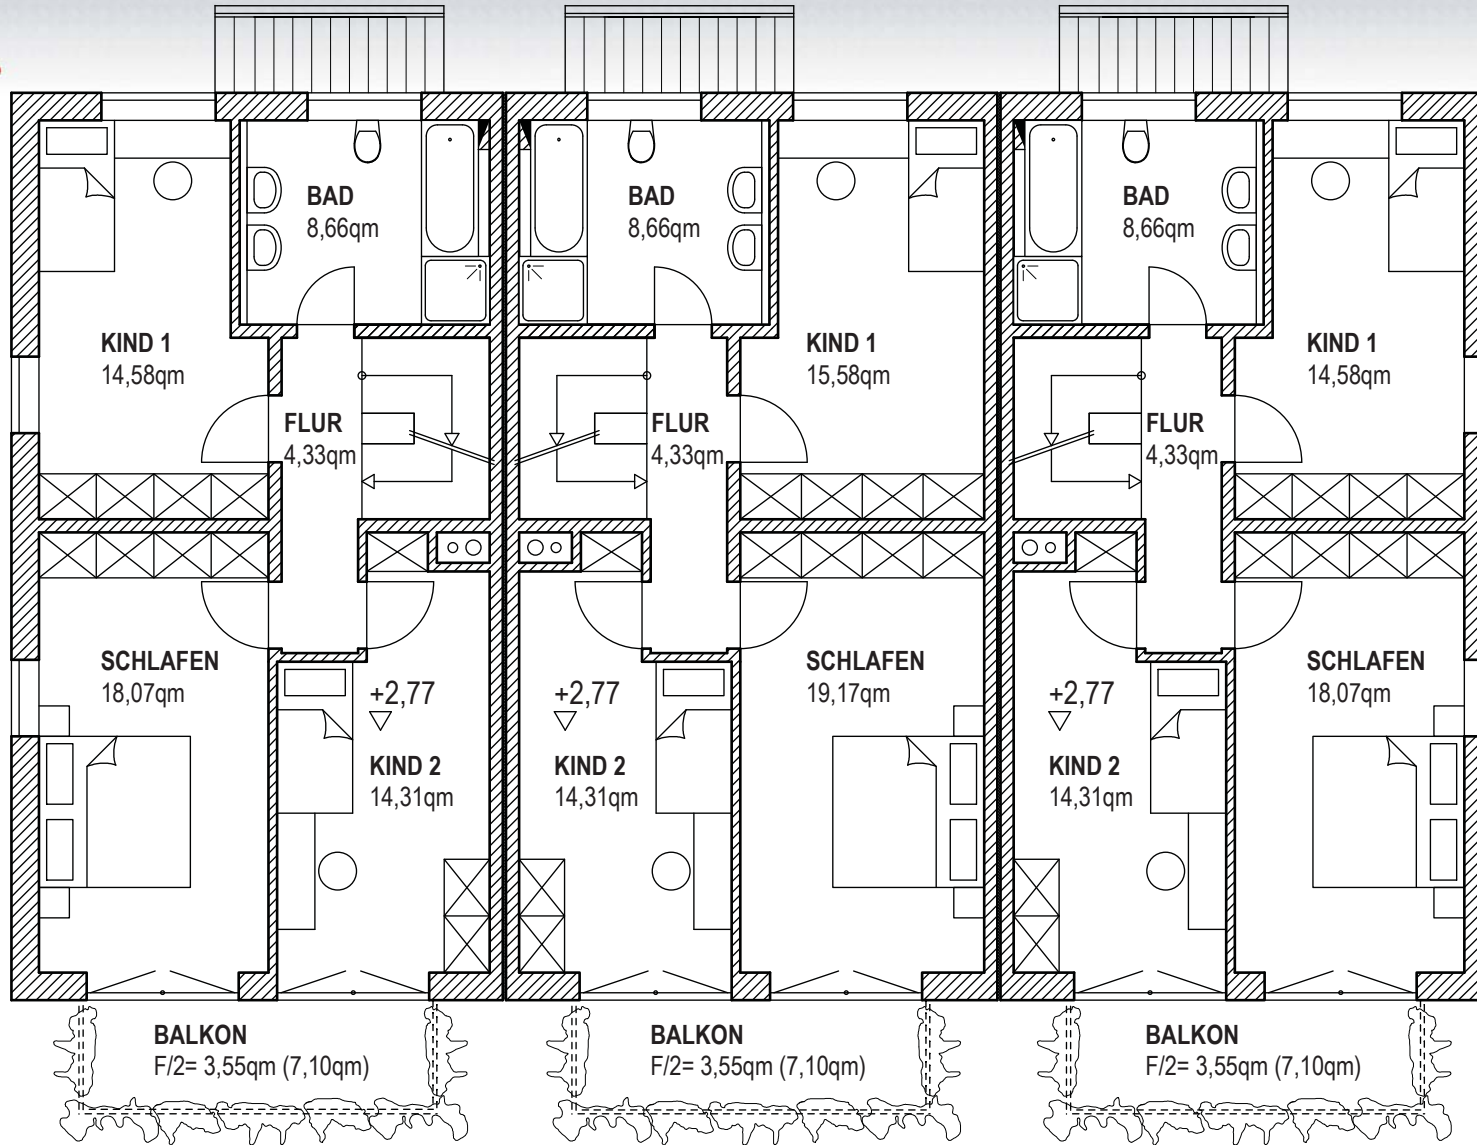 BAD
8,66qm
BAD
8,66qm
BAD
8,66qm
KIND 1
14,58qm
KIND 1
15,58qm
KIND 1
14,58qm
FLUR
4,33qm
FLUR
4,33qm
FLUR
4,33qm
SCHLAFEN
18,07qm
+2,77
+2,77
SCHLAFEN
19,17qm
+2,77
SCHLAFEN
18,07qm
KIND 2
14,31qm
KIND 2
14,31qm
KIND 2
14,31qm
BALKON
F/2= 3,55qm (7,10qm)
BALKON
F/2= 3,55qm (7,10qm)
BALKON
F/2= 3,55qm (7,10qm)